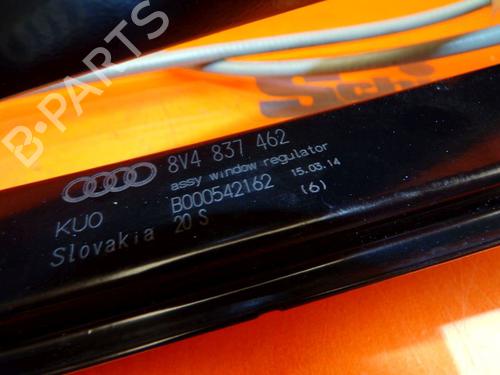 B-PARTS
8V4 837 462
assy window regulator
KUO B000542162 15.03.14
Slovakia 20 S (6)